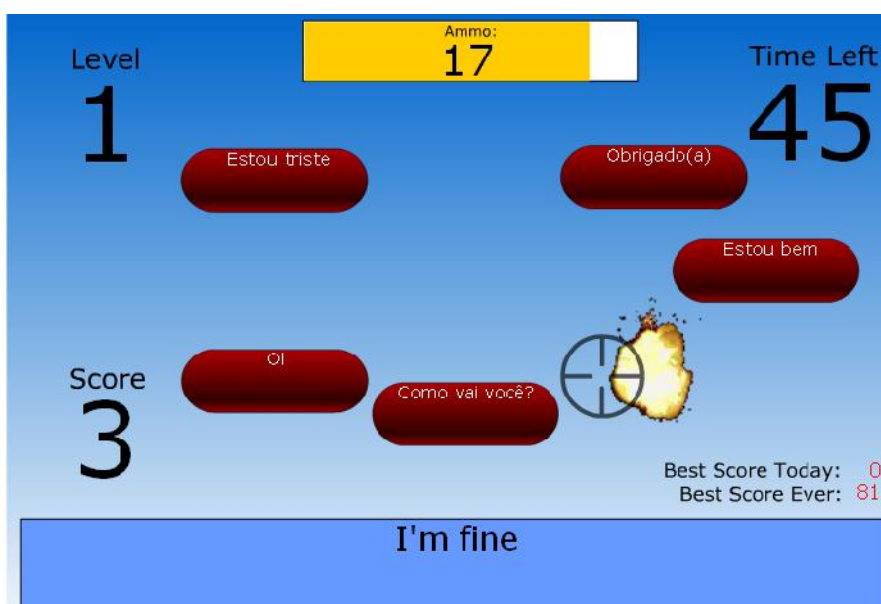 Ammo:
17
Level
1
Time Left
45
Estou triste
Obrigado(a)
Estou bem
Oi
Como vai você?
Score
3
Best Score Today: 0
Best Score Ever: 81
I'm fine